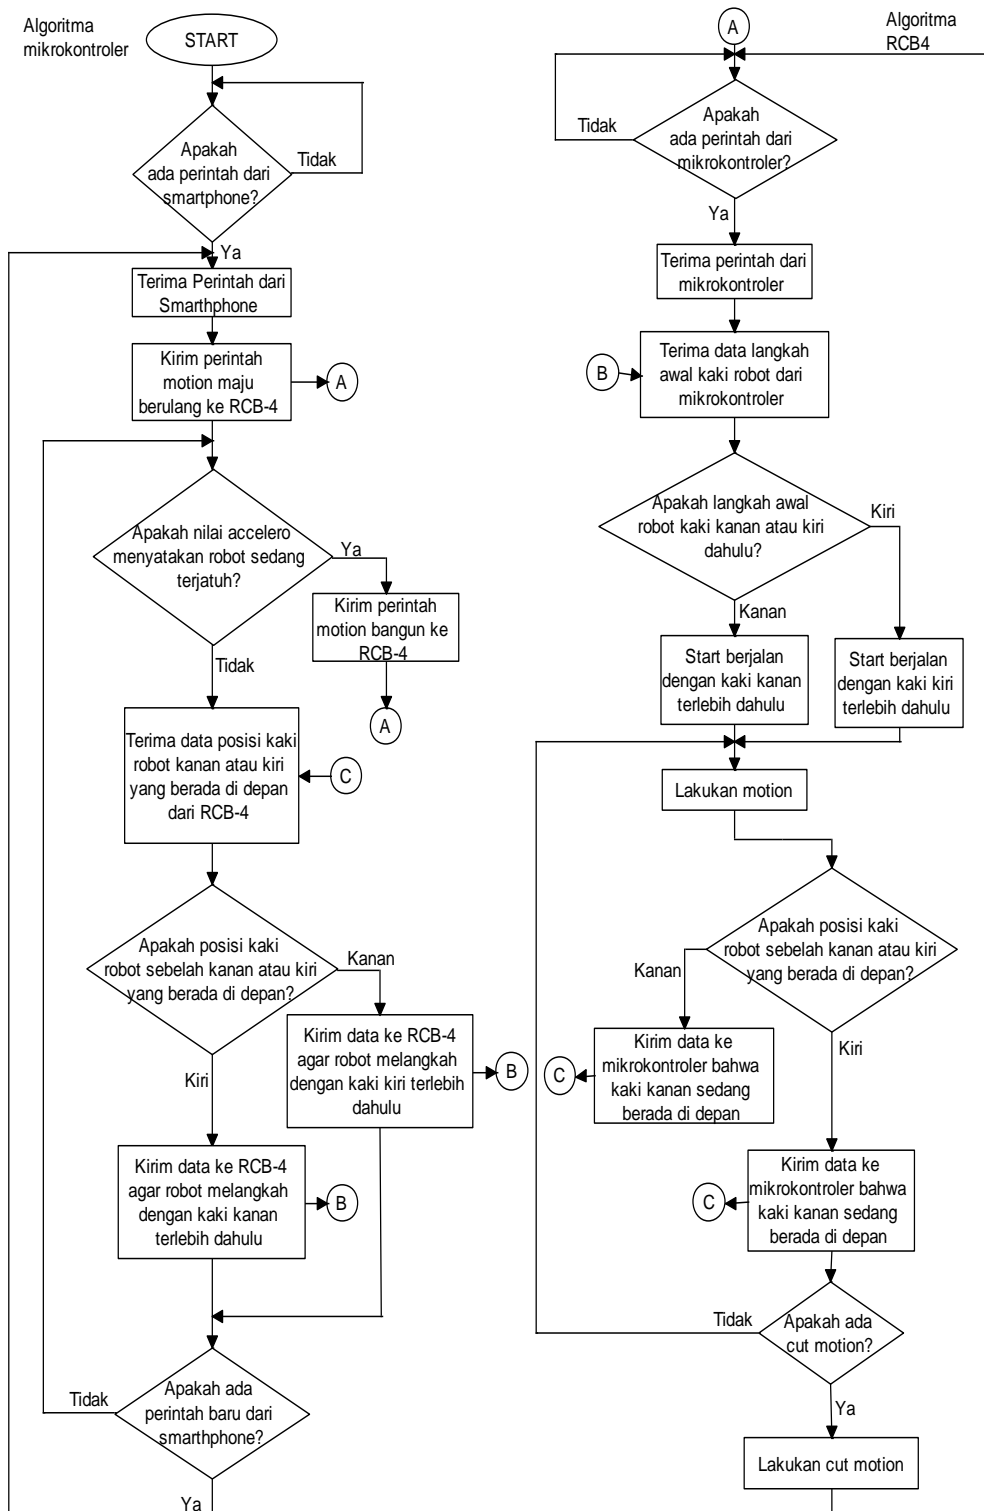 Algoritma
mikrokontroler
START
Apakah
ada perintah dari
smartphone?
Tidak
Ya
Terima Perintah dari
Smarthphone
Kirim perintah
motion maju
berulang ke RCB-4
A
Apakah nilai accelero
menyatakan robot sedang
terjatuh?
Ya
Kirim perintah
motion bangun ke
RCB-4
A
Tidak
Terima data posisi kaki
robot kanan atau kiri
yang berada di depan
dari RCB-4
C
Apakah posisi kaki
robot sebelah kanan atau kiri
yang berada di depan?
Kanan
Kirim data ke RCB-4
agar robot melangkah
dengan kaki kiri terlebih
dahulu
B
Kiri
Kirim data ke RCB-4
agar robot melangkah
dengan kaki kanan
terlebih dahulu
B
Apakah ada
perintah baru dari
smarthphone?
Tidak
Ya
Algoritma
RCB4
A
Apakah
ada perintah dari
mikrokontroler?
Tidak
Ya
Terima perintah dari
mikrokontroler
Terima data langkah
awal kaki robot dari
mikrokontroler
B
Apakah langkah awal
robot kaki kanan atau kiri
dahulu?
Kiri
Kanan
Start berjalan
dengan kaki kanan
terlebih dahulu
Start berjalan
dengan kaki kiri
terlebih dahulu
Lakukan motion
Apakah posisi kaki
robot sebelah kanan atau kiri
yang berada di depan?
Kanan
Kirim data ke
mikrokontroler bahwa
kaki kanan sedang
berada di depan
C
Kiri
Kirim data ke
mikrokontroler bahwa
kaki kanan sedang
berada di depan
C
Apakah ada
cut motion?
Tidak
Ya
Lakukan cut motion